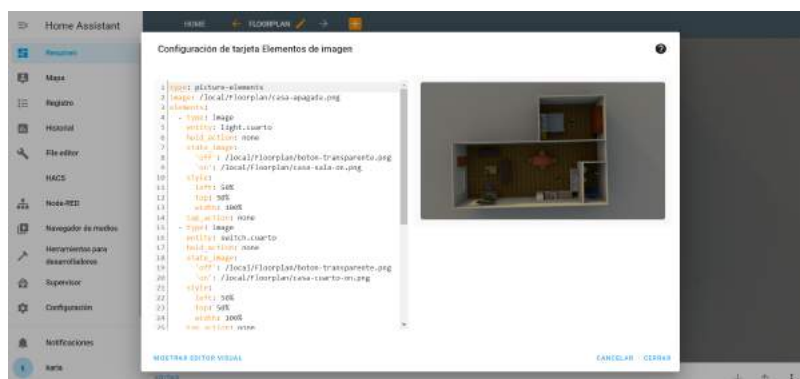 Home Assistant
HOME
FLOORPLAN
Resumen
Mapa
Registro
Historial
File editor
HACS
Node-RED
Navegador de medios
Herramientas para
desarrolladores
Supervisor
Configuración
Notificaciones
Configuración de tarjeta Elementos de imagen
1 type: picture-elements
2 image: /local/Floorplan/casa-apagada.png
3 elements:
4 - type: image
5 entity: light.cuarto
6 hold_action: none
7 state_image:
8 'off': /local/Floorplan/boton-transparente.png
9 'on': /local/Floorplan/casa-sala-on.png
10 style:
11 left: 50%
12 top: 50%
13 width: 100%
14 tap_action: none
15 - type: image
16 entity: switch.cuarto
17 hold_action: none
18 state_image:
19 'off': /local/Floorplan/boton-transparente.png
20 'on': /local/Floorplan/casa-cuarto-on.png
21 style:
22 left: 50%
23 top: 50%
24 width: 100%
25 tap_action: none
MOSTRAR EDITOR VISUAL
CANCELAR
CERRAR